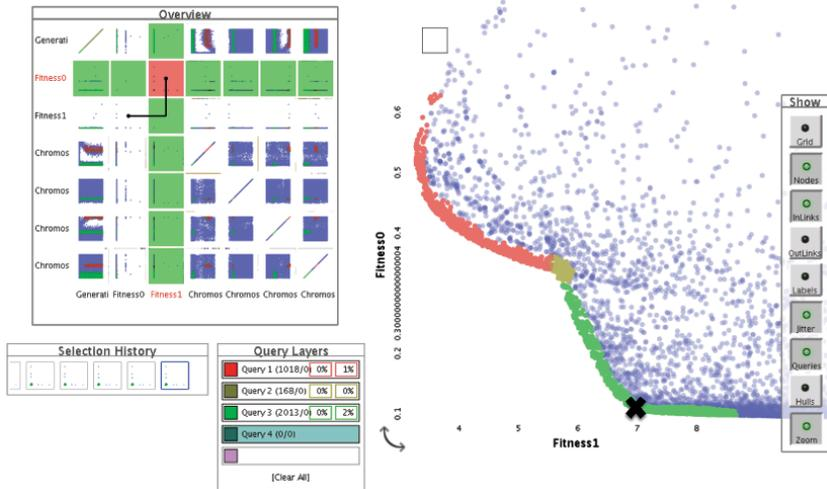 Overview
Generati
Fitness0
Fitness1
Chromos
Chromos
Chromos
Chromos
Generati Fitness0 Fitness1 Chromos Chromos Chromos Chromos
Selection History
Query Layers
Query 1 (1018/0) 0% 1%
Query 2 (168/0) 0% 0%
Query 3 (2013/0) 0% 2%
Query 4 (0/0)
[Clear All]
Fitness0
0.6
0.5
0.4
0.2
0.1
4 5 6 7 8
Fitness1
Show
Grid
Nodes
InLinks
OutLinks
Labels
Jitter
Queries
Hulls
Zoom